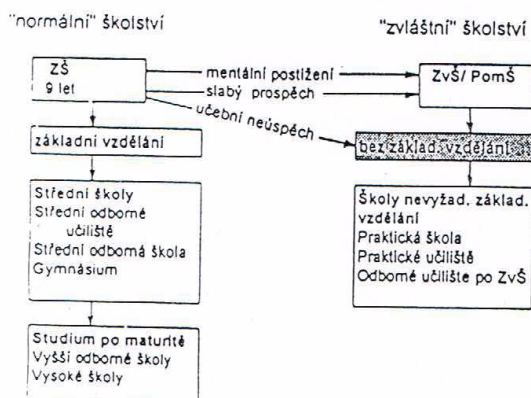 "normální" školství
"zvláštní" školství
ZŠ
9 let
mentální postižení
slabý prospěch
učební neúspěch
ZvŠ/ PomŠ
základní vzdělání
bez základ. vzdělání
Střední školy
Střední odborné
učiliště
Střední odborná škola
Gymnásium
Školy nevyžad. základ.
vzdělání
Praktická škola
Praktické učiliště
Odborné učilište po ZvŠ
Studium po maturitě
Vyšší odborné školy
Vysoké školy